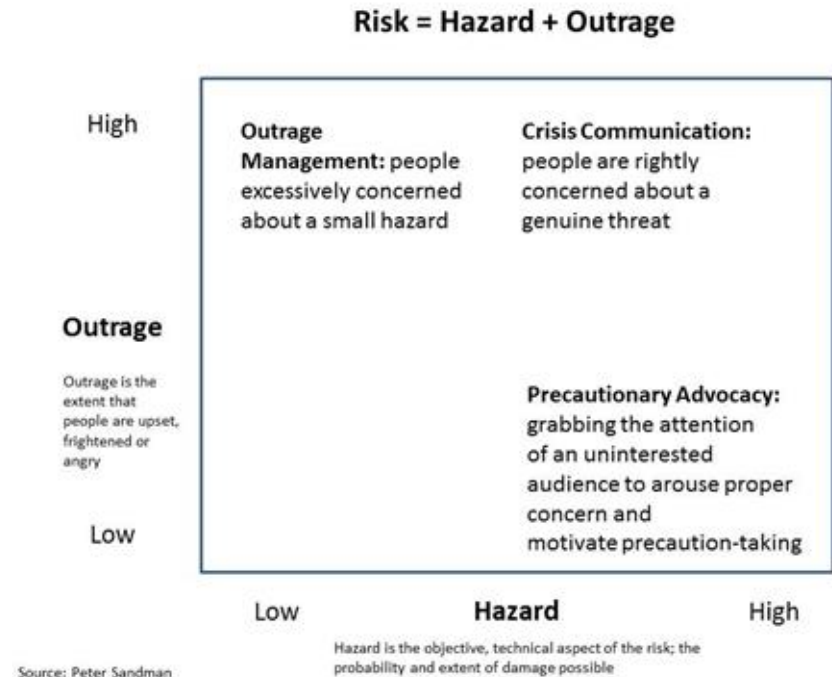 Risk = Hazard + Outrage
High
Outrage
Management: people
excessively concerned
about a small hazard
Crisis Communication:
people are rightly
concerned about a
genuine threat
Outrage
Outrage is the
extent that
people are upset,
frightened or
angry
Low
Precautionary Advocacy:
grabbing the attention
of an uninterested
audience to arouse proper
concern and
motivate precaution-taking
Low
Hazard
High
Hazard is the objective, technical aspect of the risk; the
probability and extent of damage possible
Source: Peter Sandman